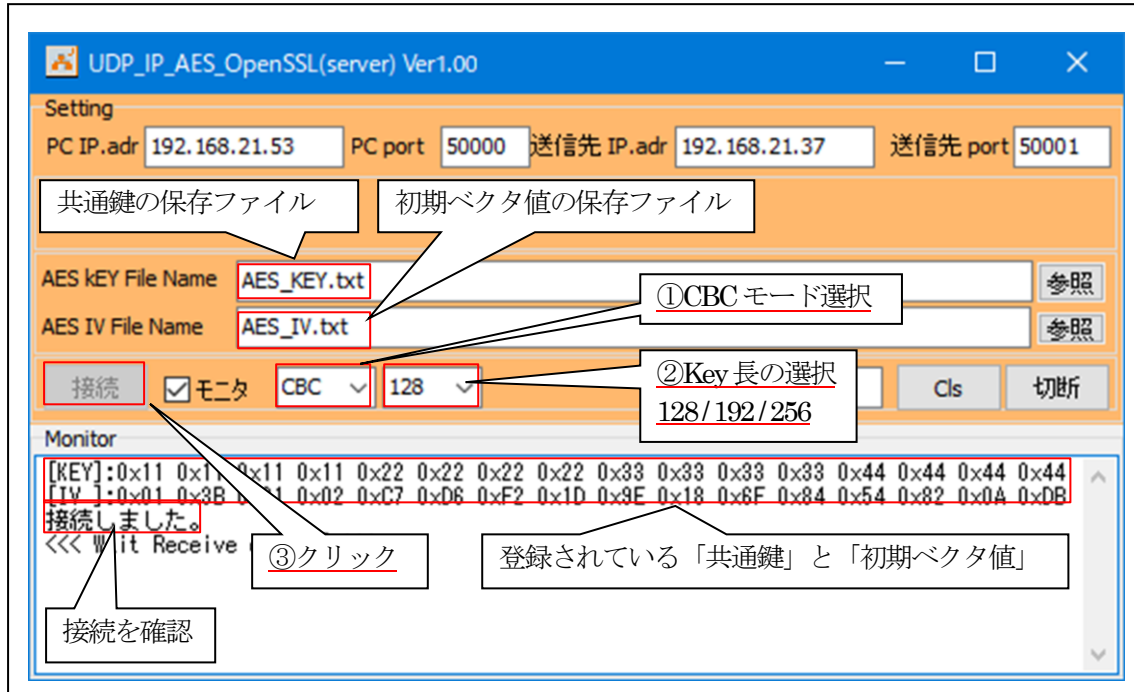 UDP_IP_AES_OpenSSL(server) Ver1.00
Setting
PC IP.adr 192.168.21.53 PC port 50000 送信先 IP.adr 192.168.21.37 送信先 port 50001
共通鍵の保存ファイル 初期ベクタ値の保存ファイル
AES kEY File Name AES_KEY.txt 参照
①CBCモード選択
AES IV File Name AES_IV.txt 参照
接続 モニタ CBC 128 Cls 切断
②Key長の選択
128/192/256
Monitor
[KEY]:0x11 0x11 0x11 0x11 0x22 0x22 0x22 0x22 0x33 0x33 0x33 0x33 0x44 0x44 0x44 0x44
[IV ]:0x01 0x3B 0x02 0xC7 0xD6 0xF2 0x1D 0x9E 0x18 0x6F 0x84 0x54 0x82 0x0A 0xDB
接続しました。
<<< Receive
③クリック
登録されている「共通鍵」と「初期ベクタ値」
接続を確認